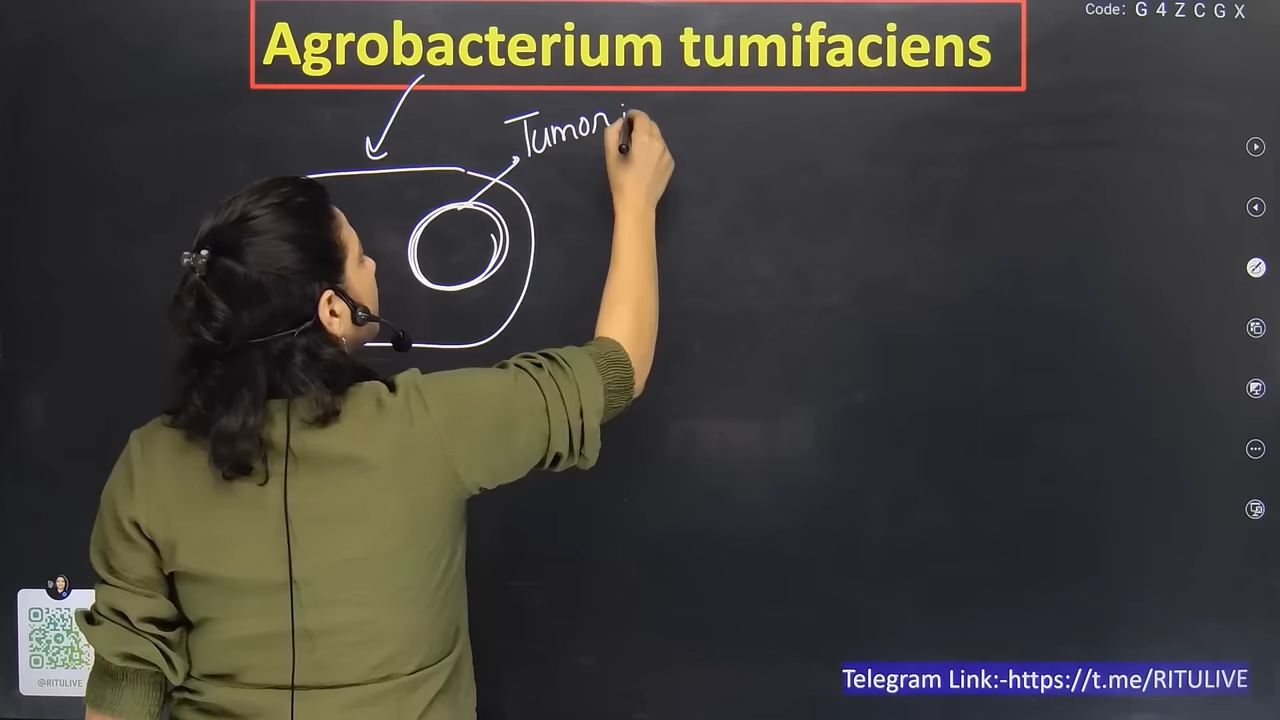 Code: G 4 Z C G X
Agrobacterium tumifaciens
Tumor i
@RITULIVE
Telegram Link:-https://t.me/RITULIVE